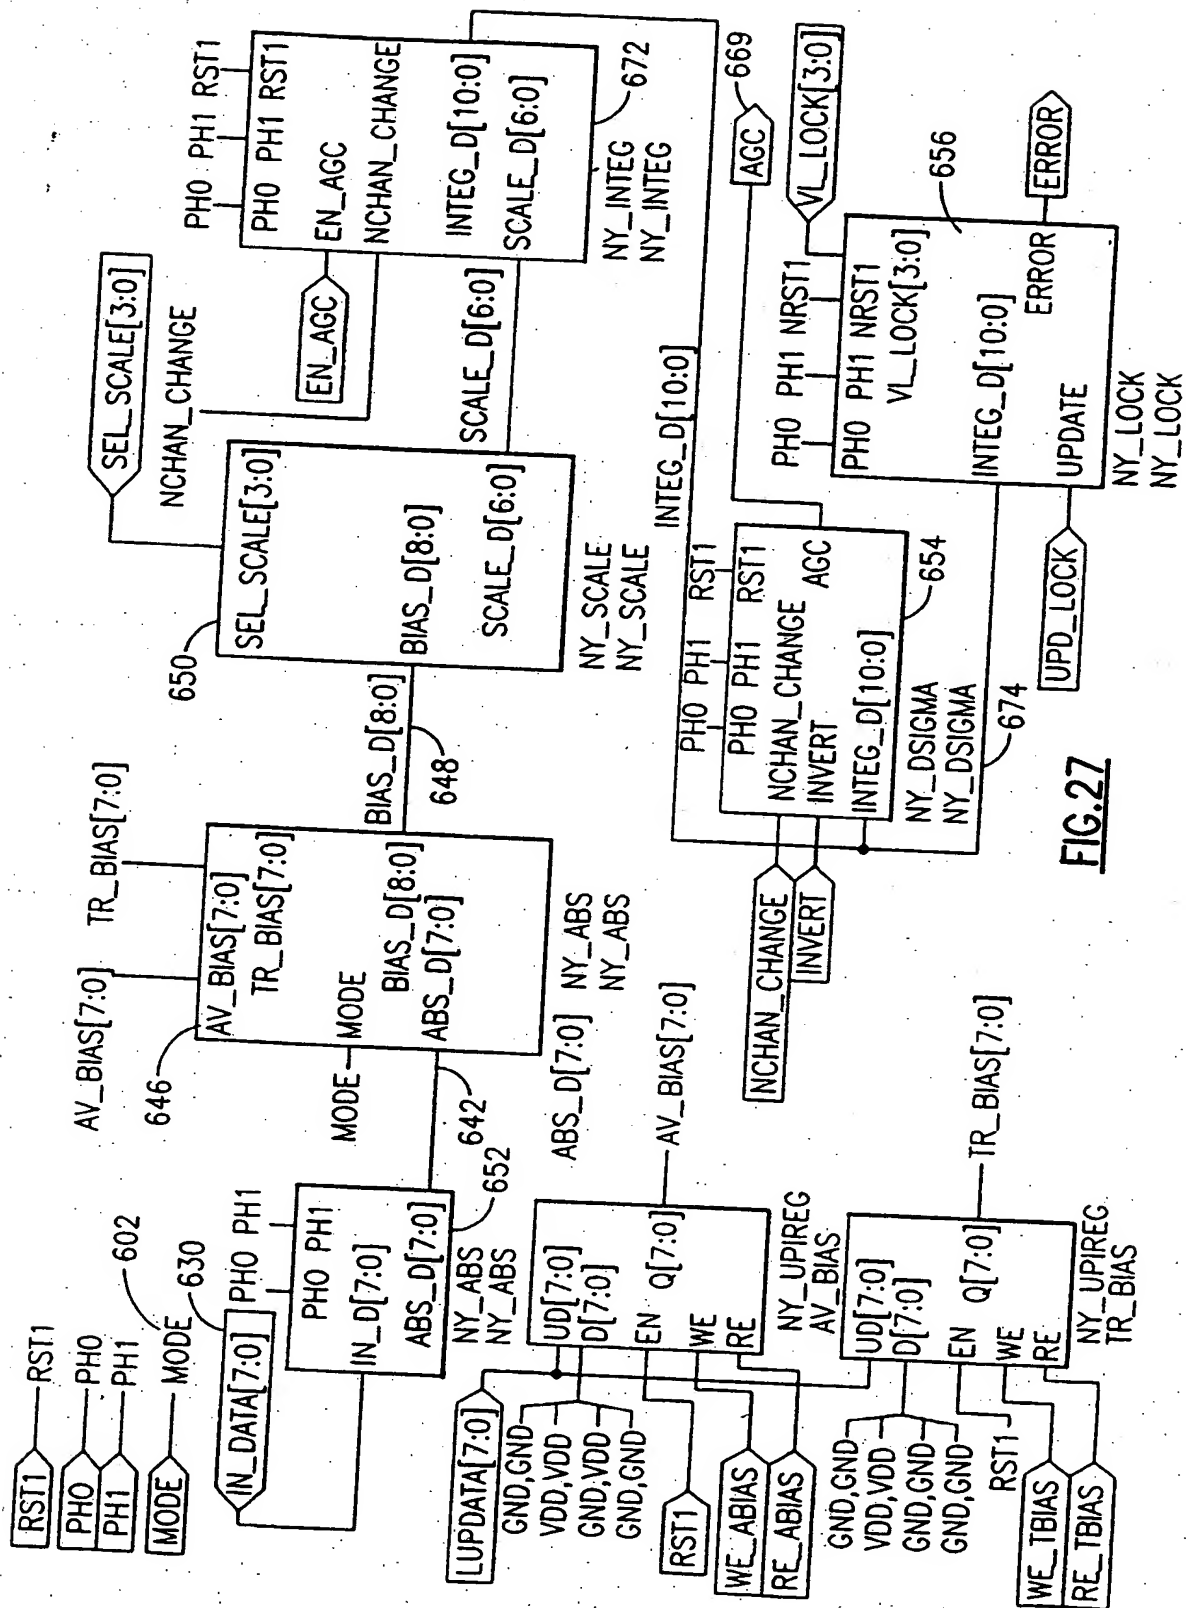 RST1
RST1
PH0
PH0
PH1
PH1
MODE
MODE
602
630
IN_DATA[7:0]
PH0 PH1
PH0 PH1
IN_D[7:0]
ABS_D[7:0]
NY_ABS
NY_ABS
652
642
ABS_D[7:0]
AV_BIAS[7:0]
TR_BIAS[7:0]
646
AV_BIAS[7:0]
TR_BIAS[7:0]
MODE
MODE
BIAS_D[8:0]
ABS_D[7:0]
NY_ABS
NY_ABS
BIAS_D[8:0]
648
650
SEL_SCALE[3:0]
NCHAN_CHANGE
SEL_SCALE[3:0]
BIAS_D[8:0]
SCALE_D[6:0]
NY_SCALE
NY_SCALE
EN_AGC
SCALE_D[6:0]
PH0 PH1 RST1
PH0 PH1 RST1
EN_AGC
NCHAN_CHANGE
INTEG_D[10:0]
SCALE_D[6:0]
672
NY_INTEG
NY_INTEG
LUPDATA[7:0]
GND,GND
VDD,VDD
GND,VDD
GND,GND
RST1
WE_ABIAS
RE_ABIAS
UD[7:0]
D[7:0]
EN
Q[7:0]
WE
RE
NY_UPIREG
AV_BIAS
AV_BIAS[7:0]
GND,GND
VDD,VDD
GND,GND
GND,GND
RST1
WE_TBIAS
RE_TBIAS
UD[7:0]
D[7:0]
EN
Q[7:0]
WE
RE
NY_UPIREG
TR_BIAS
TR_BIAS[7:0]
INTEG_D[10:0]
NCHAN_CHANGE
INVERT
PH0 PH1 RST1
PH0 PH1 RST1
NCHAN_CHANGE
INVERT
AGC
INTEG_D[10:0]
654
NY_DSIGMA
NY_DSIGMA
674
669
AGC
VL_LOCK[3:0]
PH0 PH1 NRST1
PH0 PH1 NRST1
VL_LOCK[3:0]
INTEG_D[10:0]
656
ERROR
ERROR
UPDATE
UPD_LOCK
NY_LOCK
NY_LOCK
FIG.27